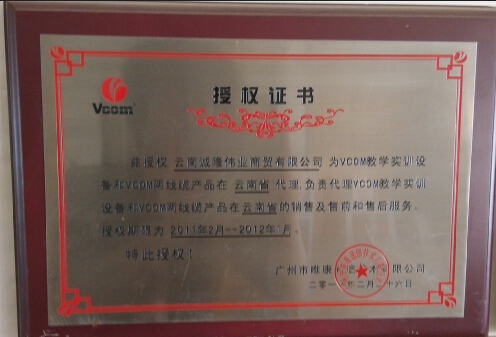 Vcom
授权证书
兹授权 云南诚隆伟业商贸有限公司 为VCOM教学实训设
备和VCOM两线缆产品在 云南省 代理,负责代理VCOM教学实训
设备和VCOM两线缆产品在云南省的销售及售前和售后服务。
授权期限为 2011年2月--2012年 月。
特此授权!
广州市唯康 技术有限公司
二零一 年二月 十六日